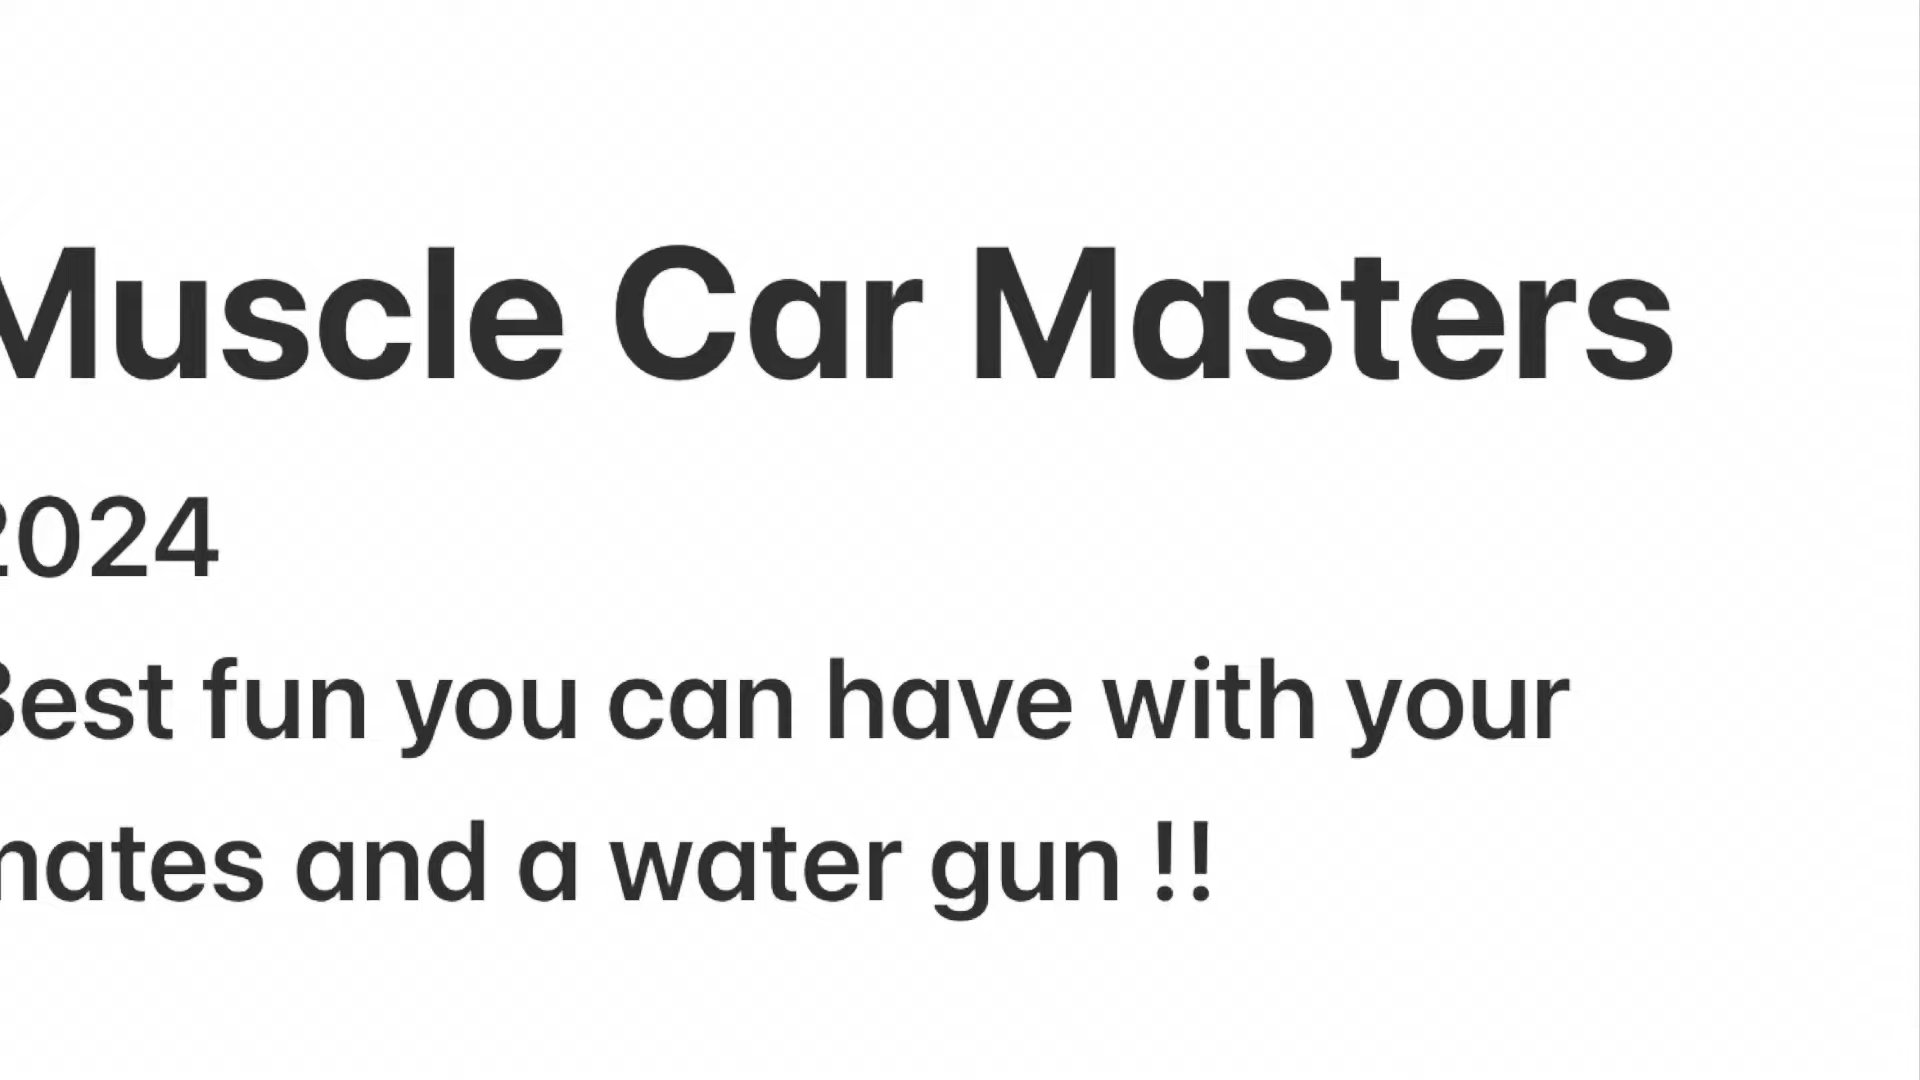 Muscle Car Masters
2024
Best fun you can have with your
mates and a water gun !!